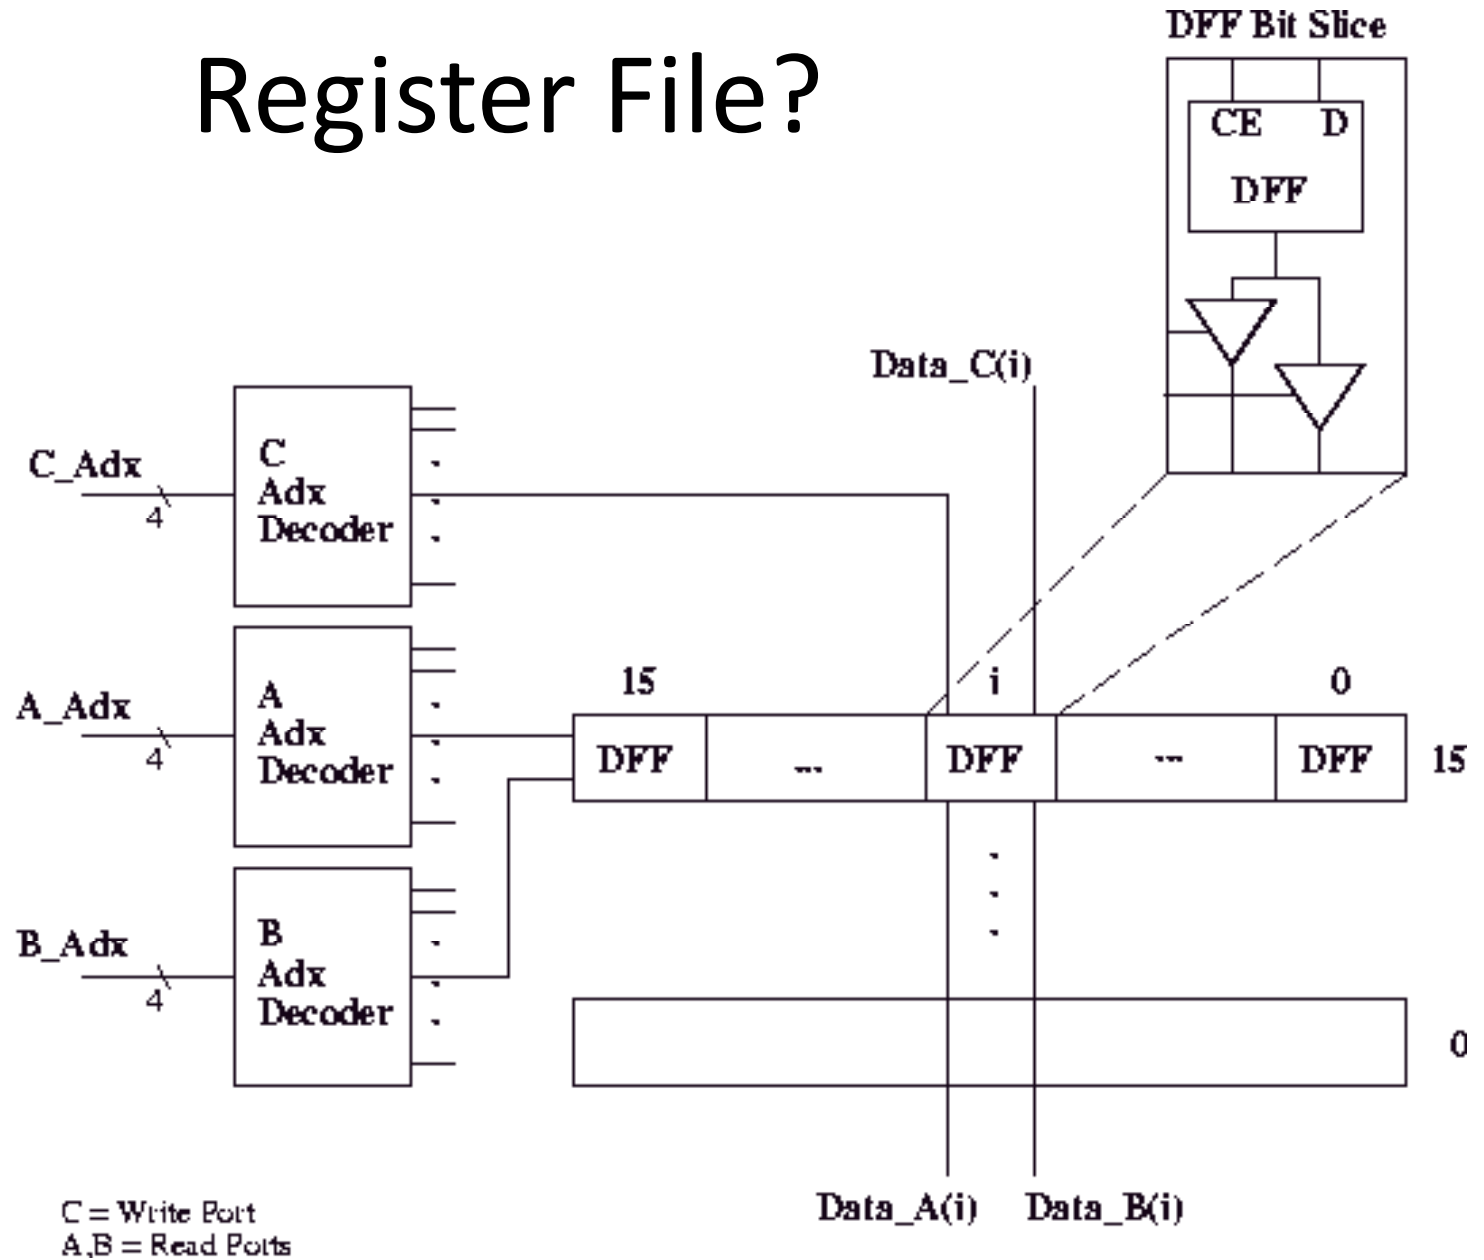 Register File?
DFF Bit Slice
CE D
DFF
Data_C(i)
C_Adx
4
C
Adx
Decoder
A_Adx
4
A
Adx
Decoder
B_Adx
4
B
Adx
Decoder
15 i 0
DFF ... DFF ... DFF 15
0
Data_A(i) Data_B(i)
C = Write Port
A,B = Read Ports